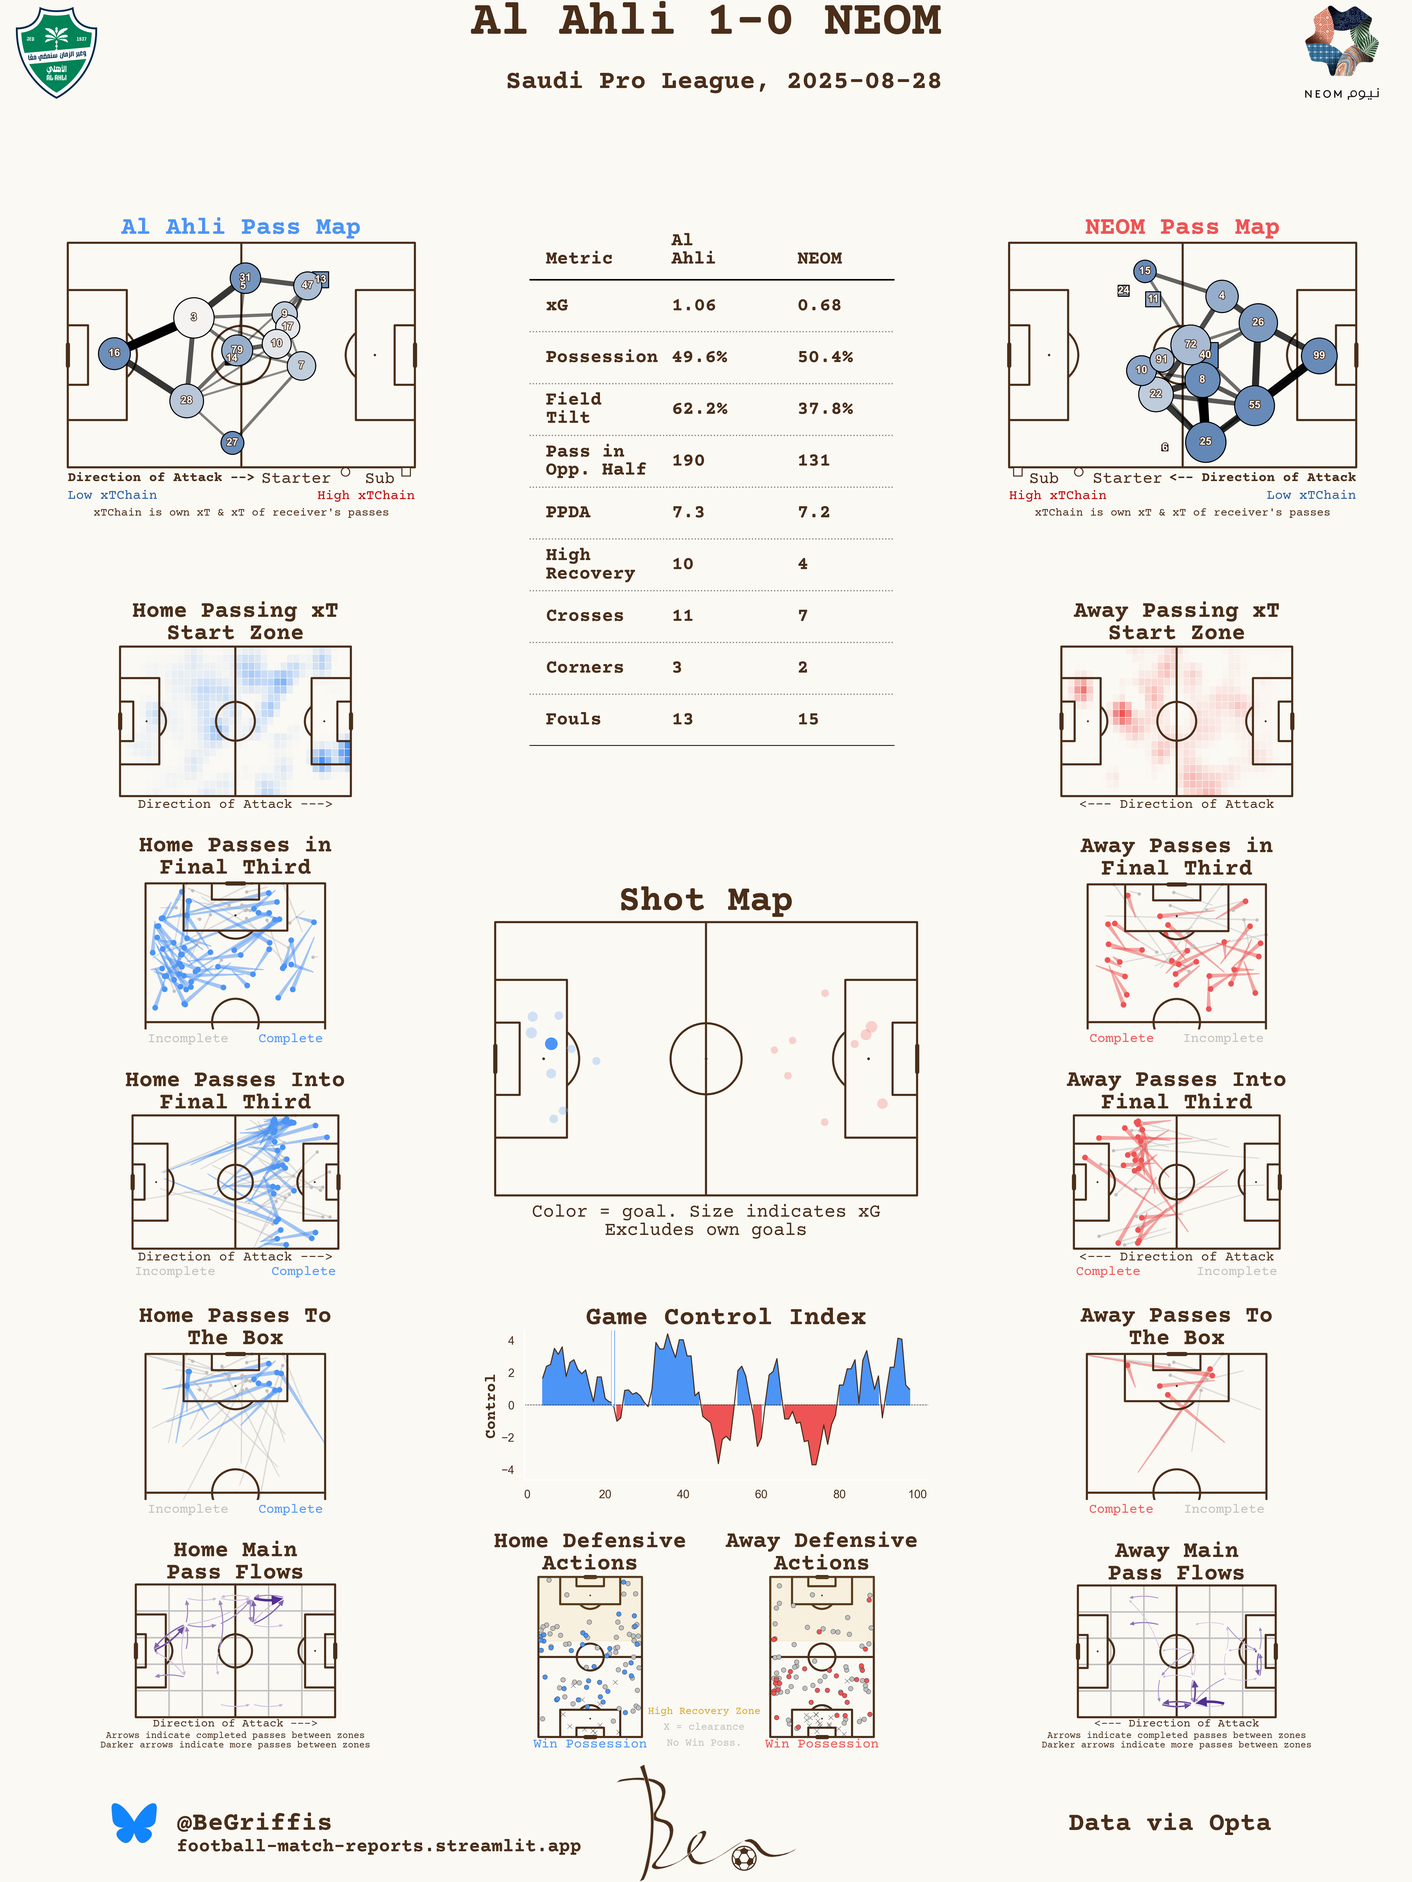 Al Ahli 1-0 NEOM
Saudi Pro League, 2025-08-28
NEOM نيوم
Al Ahli Pass Map
31
5
47
13
3
9
17
10
79
14
16
7
28
27
Direction of Attack --> Starter Sub
Low xTChain High xTChain
xTChain is own xT & xT of receiver's passes
Metric Al Ahli NEOM
xG 1.06 0.68
Possession 49.6% 50.4%
Field Tilt 62.2% 37.8%
Pass in Opp. Half 190 131
PPDA 7.3 7.2
High Recovery 10 4
Crosses 11 7
Corners 3 2
Fouls 13 15
NEOM Pass Map
15
24
11
4
26
72
40
91
99
10
8
22
55
25
6
Sub Starter <-- Direction of Attack
High xTChain Low xTChain
xTChain is own xT & xT of receiver's passes
Home Passing xT
Start Zone
Direction of Attack --->
Away Passing xT
Start Zone
<--- Direction of Attack
Home Passes in
Final Third
Incomplete Complete
Away Passes in
Final Third
Complete Incomplete
Shot Map
Color = goal. Size indicates xG
Excludes own goals
Home Passes Into
Final Third
Direction of Attack --->
Incomplete Complete
Away Passes Into
Final Third
<--- Direction of Attack
Complete Incomplete
Home Passes To
The Box
Incomplete Complete
Game Control Index
Control
4
2
0
−2
−4
0 20 40 60 80 100
Away Passes To
The Box
Complete Incomplete
Home Main
Pass Flows
Direction of Attack --->
Arrows indicate completed passes between zones
Darker arrows indicate more passes between zones
Home Defensive
Actions
Win Possession
Away Defensive
Actions
Win Possession
High Recovery Zone
X = clearance
No Win Poss.
Away Main
Pass Flows
<--- Direction of Attack
Arrows indicate completed passes between zones
Darker arrows indicate more passes between zones
@BeGriffis
football-match-reports.streamlit.app
Ben
Data via Opta